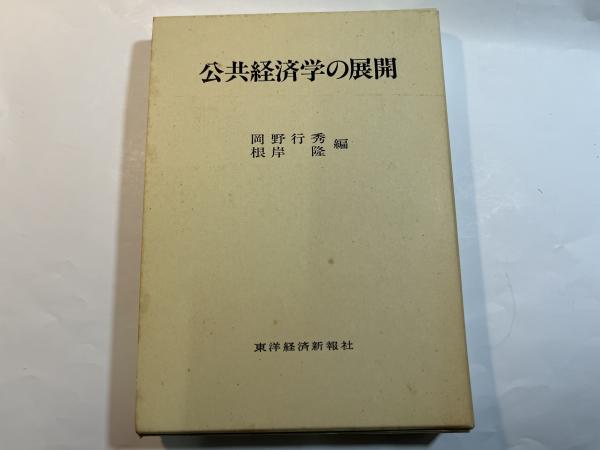 公共経済学の展開
岡野行秀
根岸 隆 編
東洋経済新報社